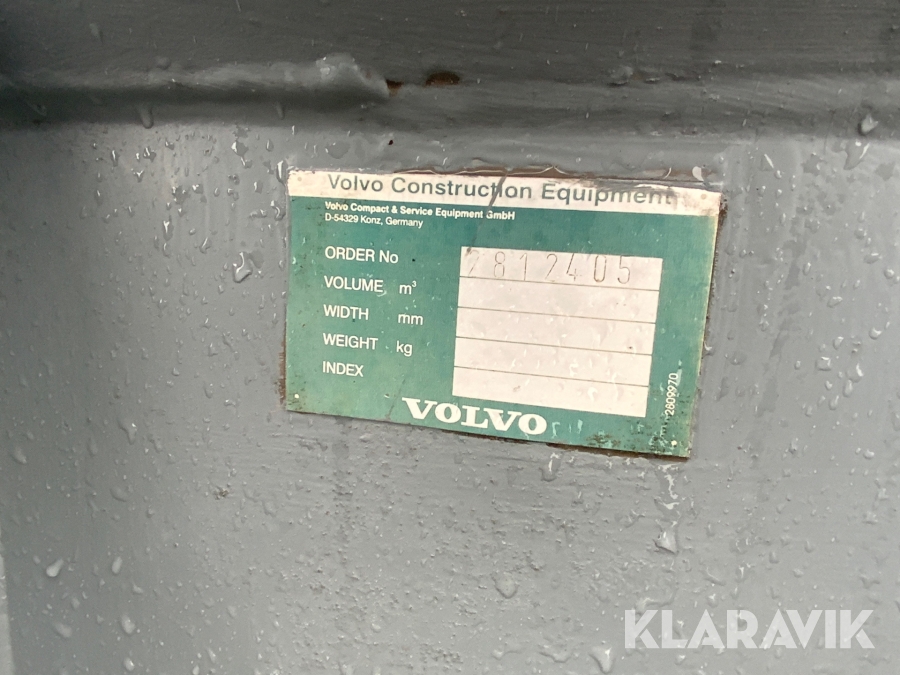 Volvo Construction Equipment
Volvo Compact & Service Equipment GmbH
D-54329 Konz, Germany
ORDER No 2812405
VOLUME m³
WIDTH mm
WEIGHT kg
INDEX
2809970
VOLVO
KLARAVIK